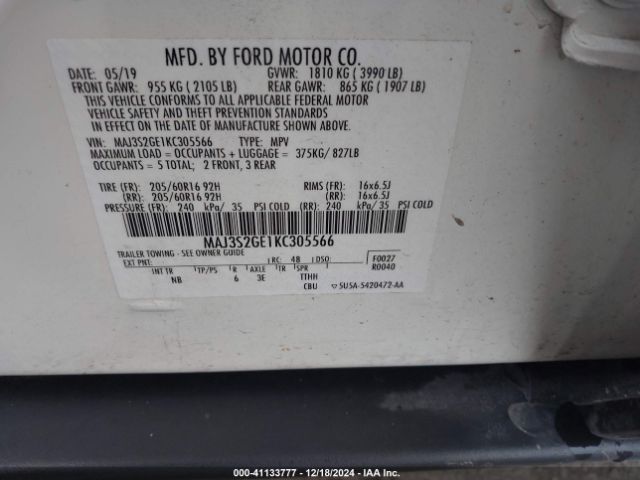 MFD. BY FORD MOTOR CO.
DATE: 05/19 GVWR: 1810 KG ( 3990 LB)
FRONT GAWR: 955 KG ( 2105 LB) REAR GAWR: 865 KG ( 1907 LB)
THIS VEHICLE CONFORMS TO ALL APPLICABLE FEDERAL MOTOR
VEHICLE SAFETY AND THEFT PREVENTION STANDARDS
IN EFFECT ON THE DATE OF MANUFACTURE SHOWN ABOVE.
VIN: MAJ3S2GE1KC305566 TYPE: MPV
MAXIMUM LOAD = OCCUPANTS + LUGGAGE = 375KG/ 827LB
OCCUPANTS = 5 TOTAL; 2 FRONT, 3 REAR
TIRE (FR): 205/60R16 92H RIMS (FR): 16x6.5J
(RR): 205/60R16 92H (RR): 16x6.5J
PRESSURE (FR): 240 kPa/ 35 PSI COLD (RR): 240 kPa/ 35 PSI COLD
MAJ3S2GE1KC305566
TRAILER TOWING - SEE OWNER GUIDE
EXT PNT: RC: 48 DSO: F0027
R0040
INT TR TP/PS R AXLE TR SPR
NB 6 3E TTHH
CBU ▽ 5U5A-5420472-AA
000-41133777 - 12/18/2024 - IAA Inc.